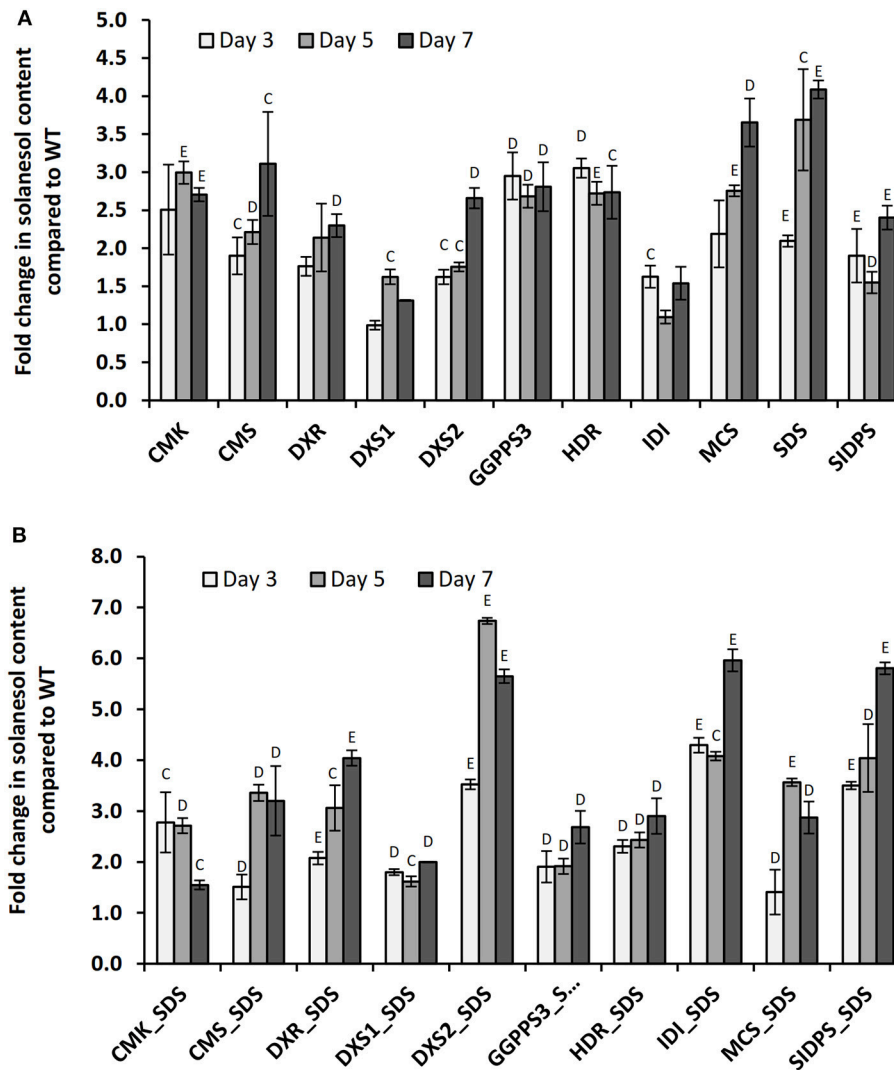 A
Fold change in solanesol content
compared to WT
5.0
4.5
4.0
3.5
3.0
2.5
2.0
1.5
1.0
0.5
0.0
Day 3 Day 5 Day 7
E E
C D C
D
C
C C D
D D
D E C
C
E D
E C E
E D E
CMK CMS DXR DXS1 DXS2 GGPPS3 HDR IDI MCS SDS SIDPS
B
Fold change in solanesol content
compared to WT
8.0
7.0
6.0
5.0
4.0
3.0
2.0
1.0
0.0
Day 3 Day 5 Day 7
C D C
D D D
E C E
D C D
E E E
D D D
D D D
E C E
D E D
E D E
CMK_SDS CMS_SDS DXR_SDS DXS1_SDS DXS2_SDS GGPPS3_S... HDR_SDS IDI_SDS MCS_SDS SIDPS_SDS